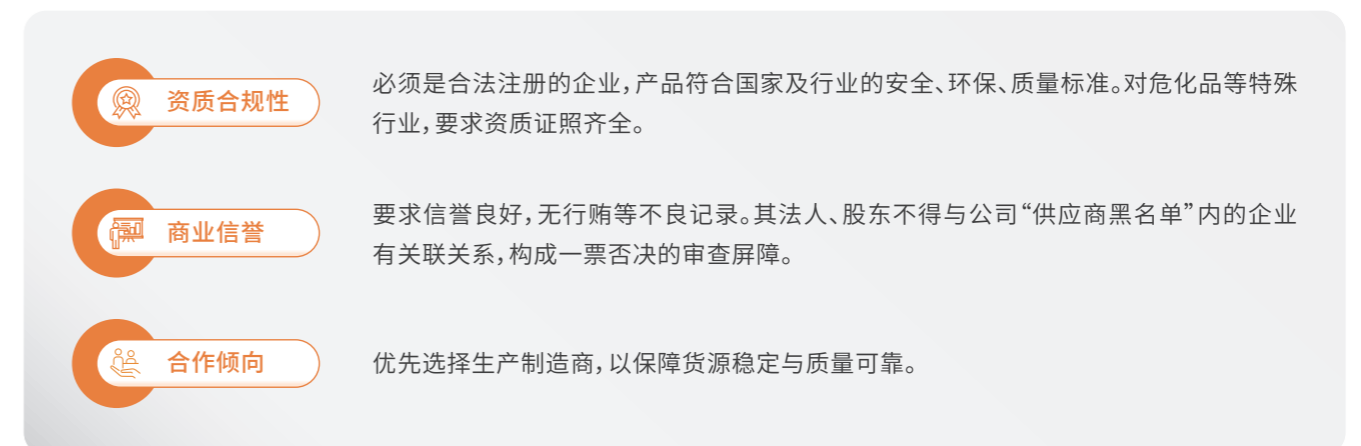 资质合规性
必须是合法注册的企业,产品符合国家及行业的安全、环保、质量标准。对危化品等特殊
行业,要求资质证照齐全。
商业信誉
要求信誉良好,无行贿等不良记录。其法人、股东不得与公司“供应商黑名单”内的企业
有关联关系,构成一票否决的审查屏障。
合作倾向
优先选择生产制造商,以保障货源稳定与质量可靠。